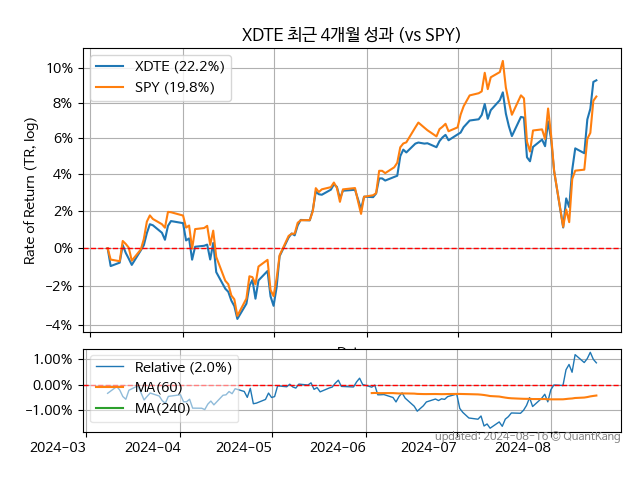 XDTE 최근 4개월 성과 (vs SPY)
Rate of Return (TR, log)
10%
8%
6%
4%
2%
0%
−2%
−4%
XDTE (22.2%)
SPY (19.8%)
1.00%
0.00%
−1.00%
Relative (2.0%)
MA(60)
MA(240)
updated: 2024-08-16 © QuantKang
2024-03 2024-04 2024-05 2024-06 2024-07 2024-08